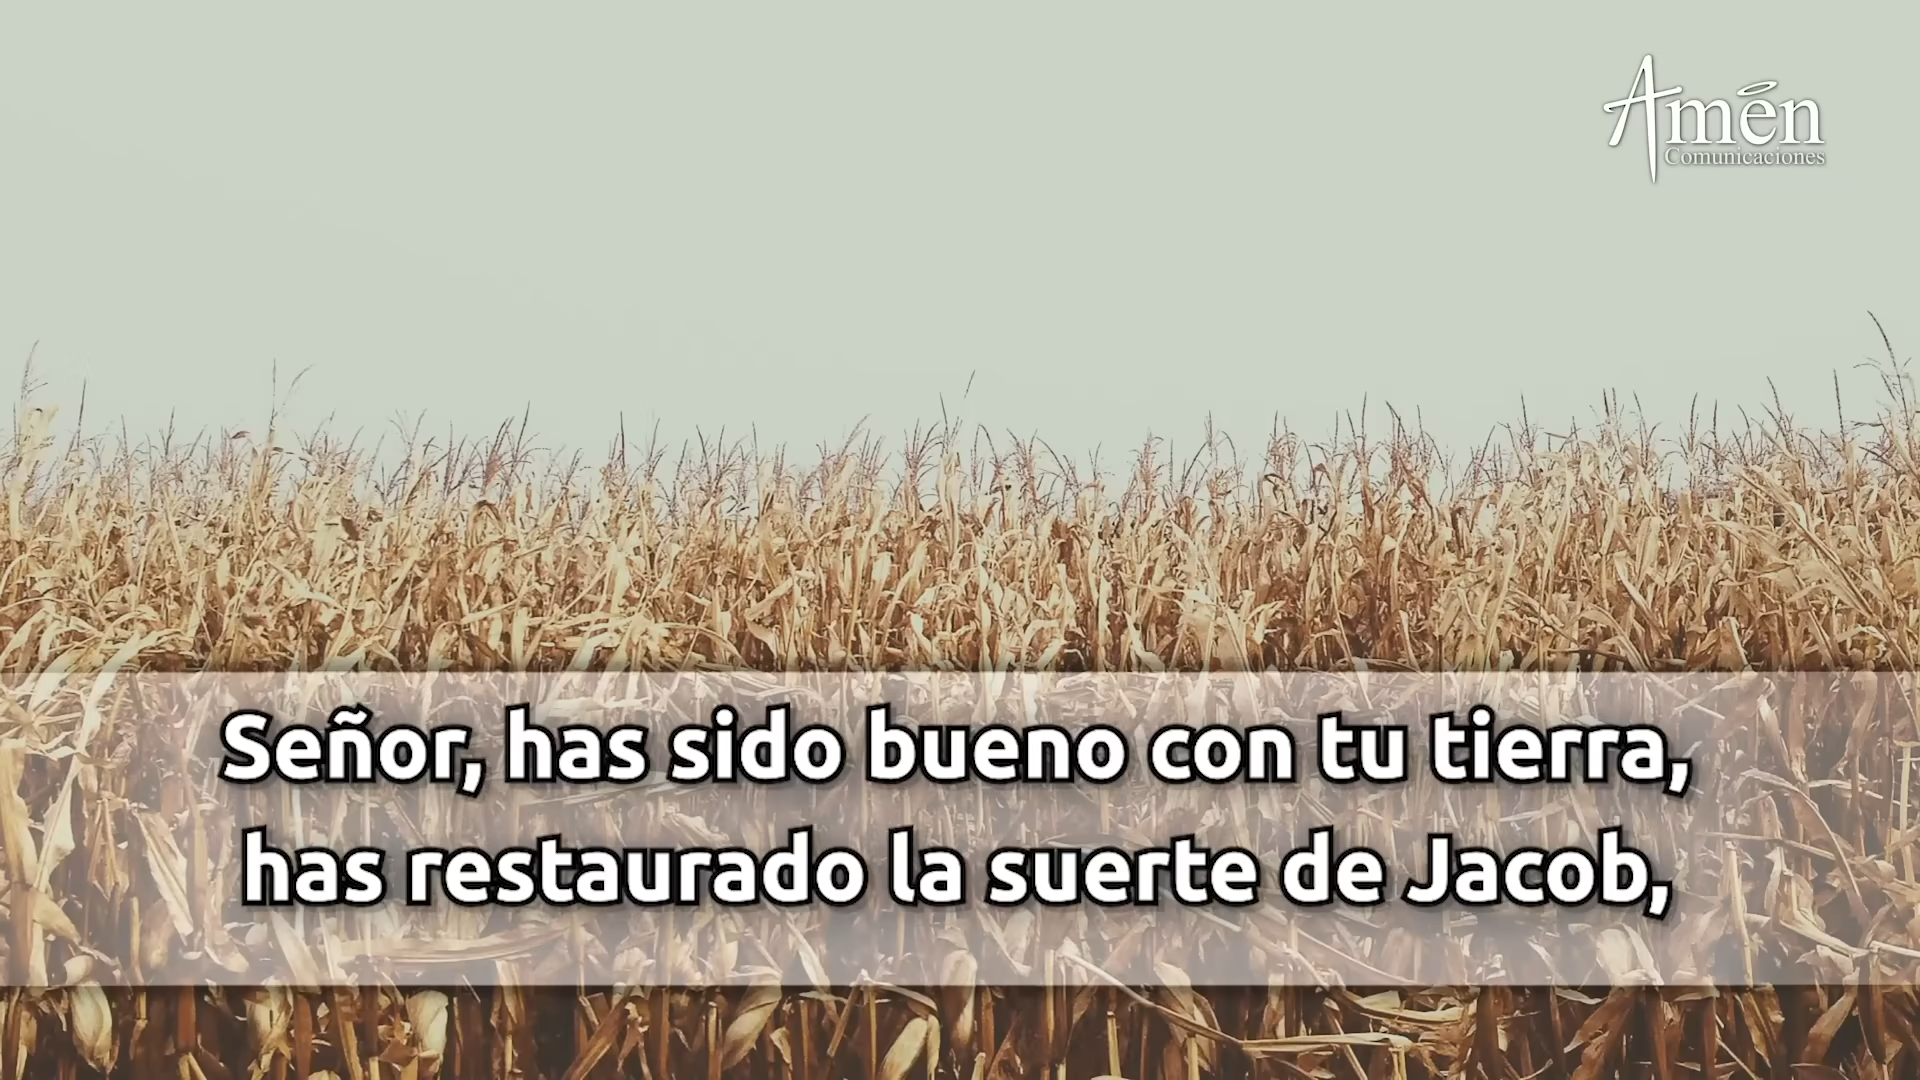 Amén
Comunicaciones
Señor, has sido bueno con tu tierra,
has restaurado la suerte de Jacob,